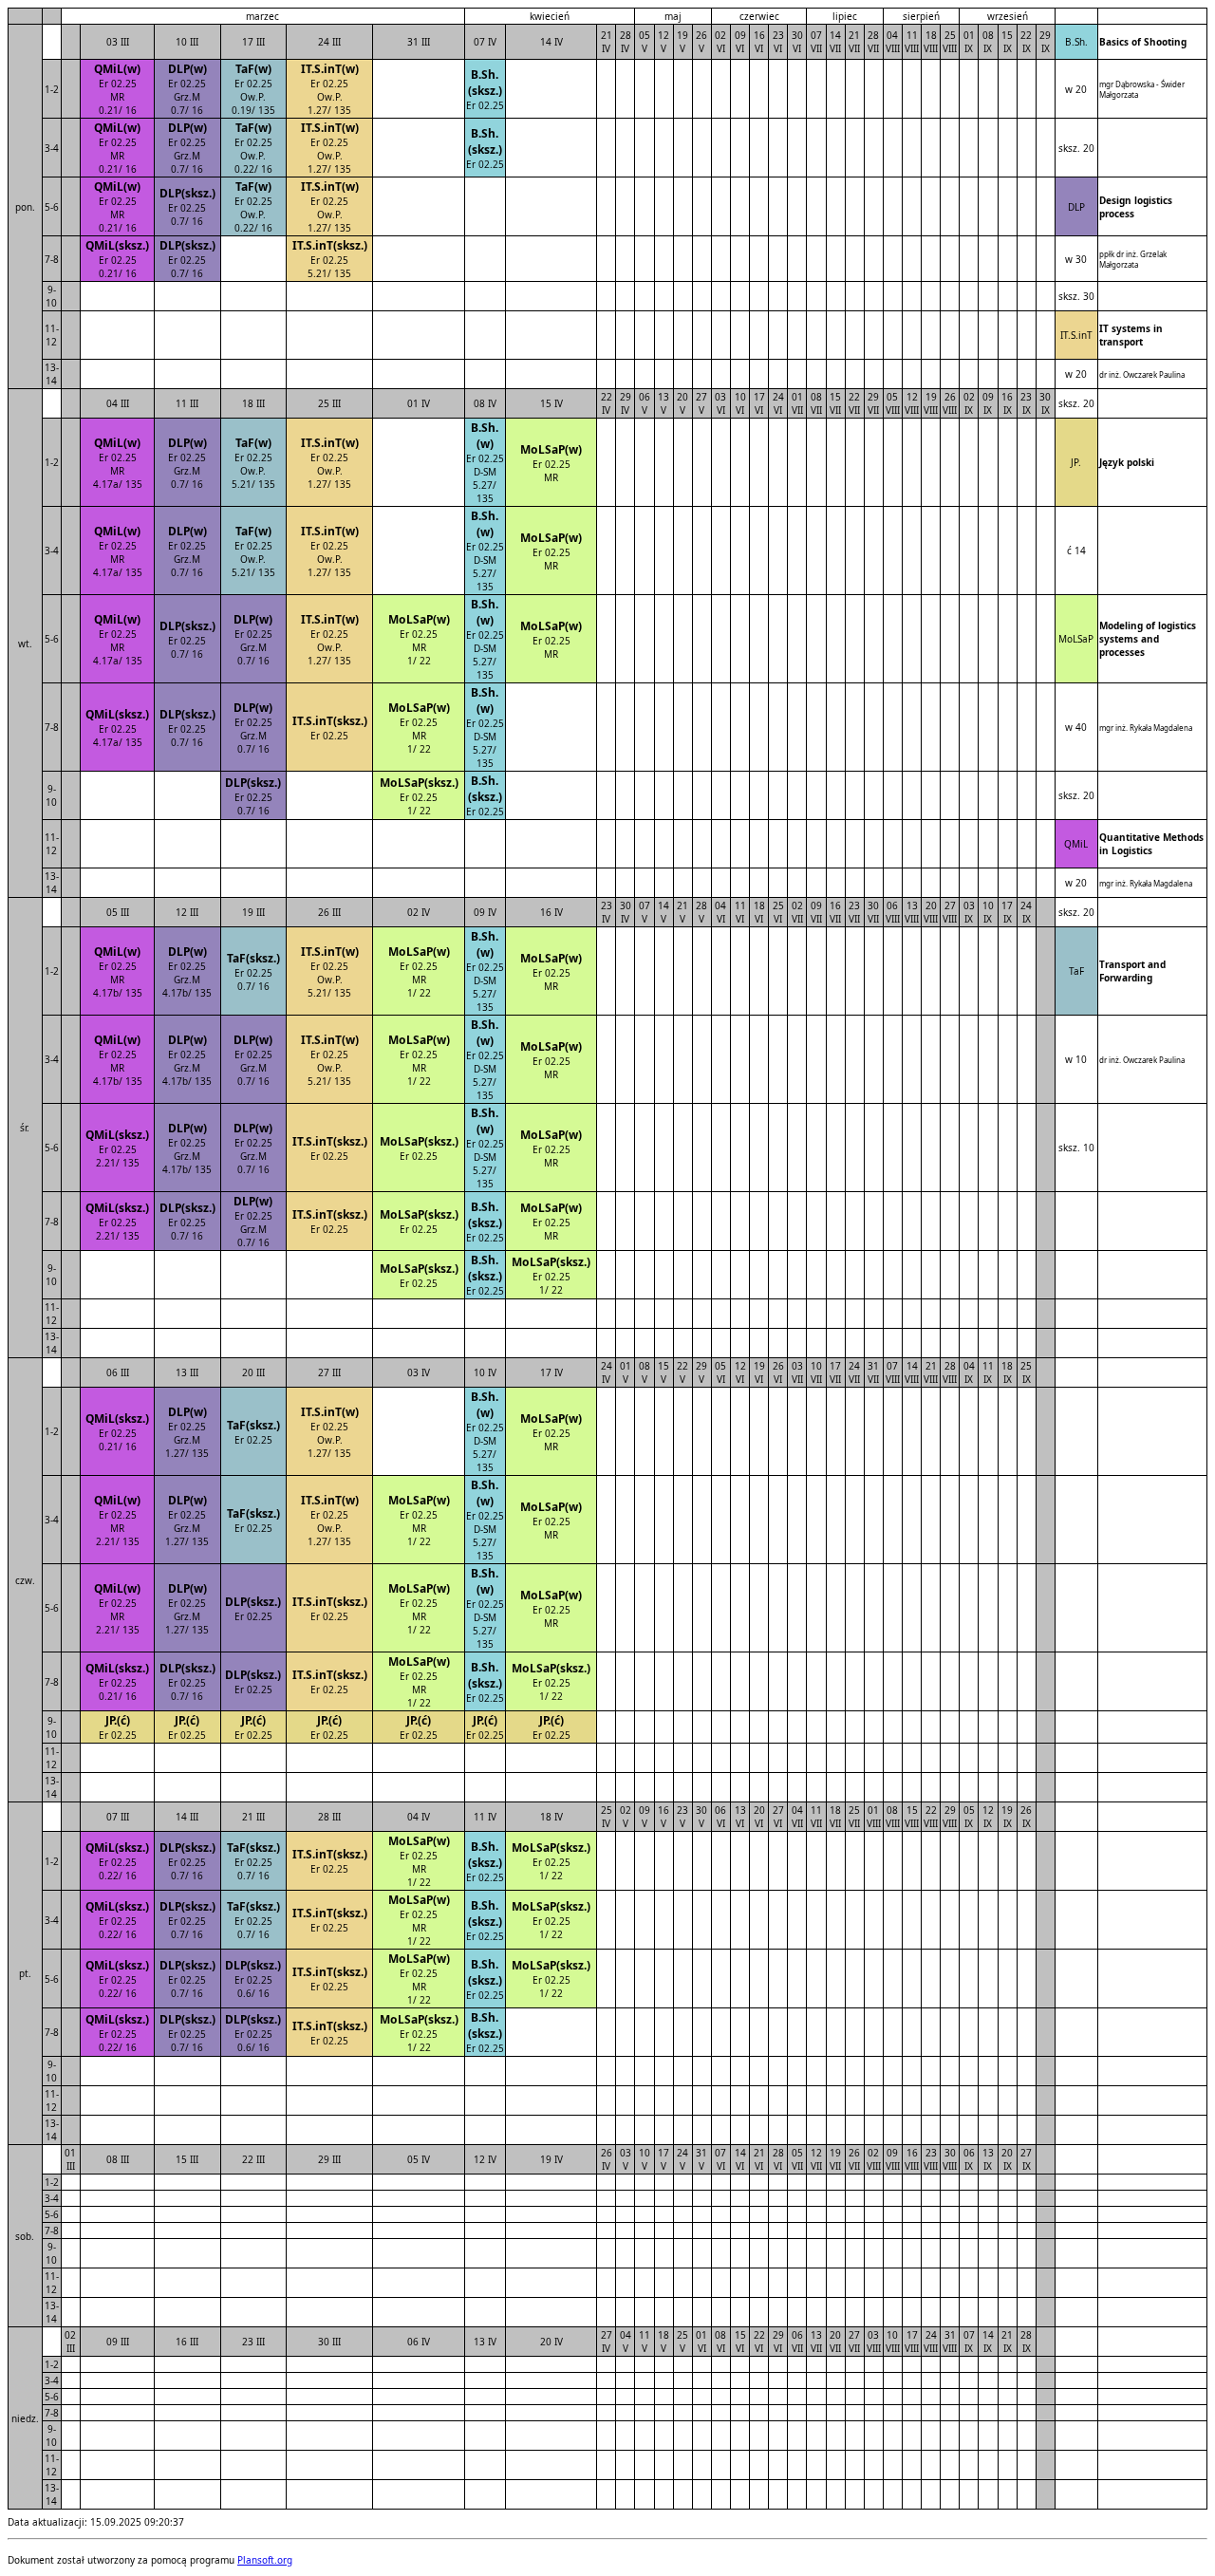 marzec kwiecień maj czerwiec lipiec sierpień wrzesień
pon. 03 III 10 III 17 III 24 III 31 III 07 IV 14 IV 21 IV 28 IV 05 V 12 V 19 V 26 V 02 VI 09 VI 16 VI 23 VI 30 VI 07 VII 14 VII 21 VII 28 VII 04 VIII 11 VIII 18 VIII 25 VIII 01 IX 08 IX 15 IX 22 IX 29 IX B.Sh. Basics of Shooting
1-2 QMiL(w) Er 02.25 MR 0.21/ 16 DLP(w) Er 02.25 Grz.M 0.7/ 16 TaF(w) Er 02.25 Ow.P. 0.19/ 135 IT.S.inT(w) Er 02.25 Ow.P. 1.27/ 135 B.Sh.(sksz.) Er 02.25 w 20 mgr Dąbrowska - Świder Małgorzata
3-4 QMiL(w) Er 02.25 MR 0.21/ 16 DLP(w) Er 02.25 Grz.M 0.7/ 16 TaF(w) Er 02.25 Ow.P. 0.22/ 16 IT.S.inT(w) Er 02.25 Ow.P. 1.27/ 135 B.Sh.(sksz.) Er 02.25 sksz. 20
5-6 QMiL(w) Er 02.25 MR 0.21/ 16 DLP(sksz.) Er 02.25 0.7/ 16 TaF(w) Er 02.25 Ow.P. 0.22/ 16 IT.S.inT(w) Er 02.25 Ow.P. 1.27/ 135 DLP Design logistics process
7-8 QMiL(sksz.) Er 02.25 0.21/ 16 DLP(sksz.) Er 02.25 0.7/ 16 IT.S.inT(sksz.) Er 02.25 5.21/ 135 w 30 ppłk dr inż. Grzelak Małgorzata
9-10 sksz. 30
11-12 IT.S.inT IT systems in transport
13-14 w 20 dr inż. Owczarek Paulina
wt. 04 III 11 III 18 III 25 III 01 IV 08 IV 15 IV 22 IV 29 IV 06 V 13 V 20 V 27 V 03 VI 10 VI 17 VI 24 VI 01 VII 08 VII 15 VII 22 VII 29 VII 05 VIII 12 VIII 19 VIII 26 VIII 02 IX 09 IX 16 IX 23 IX 30 IX sksz. 20
1-2 QMiL(w) Er 02.25 MR 4.17a/ 135 DLP(w) Er 02.25 Grz.M 0.7/ 16 TaF(w) Er 02.25 Ow.P. 5.21/ 135 IT.S.inT(w) Er 02.25 Ow.P. 1.27/ 135 B.Sh.(w) Er 02.25 D-SM 5.27/ 135 MoLSaP(w) Er 02.25 MR JP. Język polski
3-4 QMiL(w) Er 02.25 MR 4.17a/ 135 DLP(w) Er 02.25 Grz.M 0.7/ 16 TaF(w) Er 02.25 Ow.P. 5.21/ 135 IT.S.inT(w) Er 02.25 Ow.P. 1.27/ 135 B.Sh.(w) Er 02.25 D-SM 5.27/ 135 MoLSaP(w) Er 02.25 MR ć 14
5-6 QMiL(w) Er 02.25 MR 4.17a/ 135 DLP(sksz.) Er 02.25 0.7/ 16 DLP(w) Er 02.25 Grz.M 0.7/ 16 IT.S.inT(w) Er 02.25 Ow.P. 1.27/ 135 MoLSaP(w) Er 02.25 MR 1/ 22 B.Sh.(w) Er 02.25 D-SM 5.27/ 135 MoLSaP(w) Er 02.25 MR MoLSaP Modeling of logistics systems and processes
7-8 QMiL(sksz.) Er 02.25 4.17a/ 135 DLP(sksz.) Er 02.25 0.7/ 16 DLP(w) Er 02.25 Grz.M 0.7/ 16 IT.S.inT(sksz.) Er 02.25 MoLSaP(w) Er 02.25 MR 1/ 22 B.Sh.(w) Er 02.25 D-SM 5.27/ 135 w 40 mgr inż. Rykała Magdalena
9-10 DLP(sksz.) Er 02.25 0.7/ 16 MoLSaP(sksz.) Er 02.25 1/ 22 B.Sh.(sksz.) Er 02.25 sksz. 20
11-12 QMiL Quantitative Methods in Logistics
13-14 w 20 mgr inż. Rykała Magdalena
śr. 05 III 12 III 19 III 26 III 02 IV 09 IV 16 IV 23 IV 30 IV 07 V 14 V 21 V 28 V 04 VI 11 VI 18 VI 25 VI 02 VII 09 VII 16 VII 23 VII 30 VII 06 VIII 13 VIII 20 VIII 27 VIII 03 IX 10 IX 17 IX 24 IX sksz. 20
1-2 QMiL(w) Er 02.25 MR 4.17b/ 135 DLP(w) Er 02.25 Grz.M 4.17b/ 135 TaF(sksz.) Er 02.25 0.7/ 16 IT.S.inT(w) Er 02.25 Ow.P. 5.21/ 135 MoLSaP(w) Er 02.25 MR 1/ 22 B.Sh.(w) Er 02.25 D-SM 5.27/ 135 MoLSaP(w) Er 02.25 MR TaF Transport and Forwarding
3-4 QMiL(w) Er 02.25 MR 4.17b/ 135 DLP(w) Er 02.25 Grz.M 4.17b/ 135 DLP(w) Er 02.25 Grz.M 0.7/ 16 IT.S.inT(w) Er 02.25 Ow.P. 5.21/ 135 MoLSaP(w) Er 02.25 MR 1/ 22 B.Sh.(w) Er 02.25 D-SM 5.27/ 135 MoLSaP(w) Er 02.25 MR w 10 dr inż. Owczarek Paulina
5-6 QMiL(sksz.) Er 02.25 2.21/ 135 DLP(w) Er 02.25 Grz.M 4.17b/ 135 DLP(w) Er 02.25 Grz.M 0.7/ 16 IT.S.inT(sksz.) Er 02.25 MoLSaP(sksz.) Er 02.25 B.Sh.(w) Er 02.25 D-SM 5.27/ 135 MoLSaP(w) Er 02.25 MR sksz. 10
7-8 QMiL(sksz.) Er 02.25 2.21/ 135 DLP(sksz.) Er 02.25 0.7/ 16 DLP(w) Er 02.25 Grz.M 0.7/ 16 IT.S.inT(sksz.) Er 02.25 MoLSaP(sksz.) Er 02.25 B.Sh.(sksz.) Er 02.25 MoLSaP(w) Er 02.25 MR
9-10 MoLSaP(sksz.) Er 02.25 B.Sh.(sksz.) Er 02.25 MoLSaP(sksz.) Er 02.25 1/ 22
11-12
13-14
czw. 06 III 13 III 20 III 27 III 03 IV 10 IV 17 IV 24 IV 01 V 08 V 15 V 22 V 29 V 05 VI 12 VI 19 VI 26 VI 03 VII 10 VII 17 VII 24 VII 31 VII 07 VIII 14 VIII 21 VIII 28 VIII 04 IX 11 IX 18 IX 25 IX
1-2 QMiL(sksz.) Er 02.25 0.21/ 16 DLP(w) Er 02.25 Grz.M 1.27/ 135 TaF(sksz.) Er 02.25 IT.S.inT(w) Er 02.25 Ow.P. 1.27/ 135 B.Sh.(w) Er 02.25 D-SM 5.27/ 135 MoLSaP(w) Er 02.25 MR
3-4 QMiL(w) Er 02.25 MR 2.21/ 135 DLP(w) Er 02.25 Grz.M 1.27/ 135 TaF(sksz.) Er 02.25 IT.S.inT(w) Er 02.25 Ow.P. 1.27/ 135 MoLSaP(w) Er 02.25 MR 1/ 22 B.Sh.(w) Er 02.25 D-SM 5.27/ 135 MoLSaP(w) Er 02.25 MR
5-6 QMiL(w) Er 02.25 MR 2.21/ 135 DLP(w) Er 02.25 Grz.M 1.27/ 135 DLP(sksz.) Er 02.25 IT.S.inT(sksz.) Er 02.25 MoLSaP(w) Er 02.25 MR 1/ 22 B.Sh.(w) Er 02.25 D-SM 5.27/ 135 MoLSaP(w) Er 02.25 MR
7-8 QMiL(sksz.) Er 02.25 0.21/ 16 DLP(sksz.) Er 02.25 0.7/ 16 DLP(sksz.) Er 02.25 IT.S.inT(sksz.) Er 02.25 MoLSaP(w) Er 02.25 MR 1/ 22 B.Sh.(sksz.) Er 02.25 MoLSaP(sksz.) Er 02.25 1/ 22
9-10 JP.(ć) Er 02.25 JP.(ć) Er 02.25 JP.(ć) Er 02.25 JP.(ć) Er 02.25 JP.(ć) Er 02.25 JP.(ć) Er 02.25 JP.(ć) Er 02.25
11-12
13-14
pt. 07 III 14 III 21 III 28 III 04 IV 11 IV 18 IV 25 IV 02 V 09 V 16 V 23 V 30 V 06 VI 13 VI 20 VI 27 VI 04 VII 11 VII 18 VII 25 VII 01 VIII 08 VIII 15 VIII 22 VIII 29 VIII 05 IX 12 IX 19 IX 26 IX
1-2 QMiL(sksz.) Er 02.25 0.22/ 16 DLP(sksz.) Er 02.25 0.7/ 16 TaF(sksz.) Er 02.25 0.7/ 16 IT.S.inT(sksz.) Er 02.25 MoLSaP(w) Er 02.25 MR 1/ 22 B.Sh.(sksz.) Er 02.25 MoLSaP(sksz.) Er 02.25 1/ 22
3-4 QMiL(sksz.) Er 02.25 0.22/ 16 DLP(sksz.) Er 02.25 0.7/ 16 TaF(sksz.) Er 02.25 0.7/ 16 IT.S.inT(sksz.) Er 02.25 MoLSaP(w) Er 02.25 MR 1/ 22 B.Sh.(sksz.) Er 02.25 MoLSaP(sksz.) Er 02.25 1/ 22
5-6 QMiL(sksz.) Er 02.25 0.22/ 16 DLP(sksz.) Er 02.25 0.7/ 16 DLP(sksz.) Er 02.25 0.6/ 16 IT.S.inT(sksz.) Er 02.25 MoLSaP(w) Er 02.25 MR 1/ 22 B.Sh.(sksz.) Er 02.25 MoLSaP(sksz.) Er 02.25 1/ 22
7-8 QMiL(sksz.) Er 02.25 0.22/ 16 DLP(sksz.) Er 02.25 0.7/ 16 DLP(sksz.) Er 02.25 0.6/ 16 IT.S.inT(sksz.) Er 02.25 MoLSaP(sksz.) Er 02.25 1/ 22 B.Sh.(sksz.) Er 02.25
9-10
11-12
13-14
sob. 01 III 08 III 15 III 22 III 29 III 05 IV 12 IV 19 IV 26 IV 03 V 10 V 17 V 24 V 31 V 07 VI 14 VI 21 VI 28 VI 05 VII 12 VII 19 VII 26 VII 02 VIII 09 VIII 16 VIII 23 VIII 30 VIII 06 IX 13 IX 20 IX 27 IX
1-2
3-4
5-6
7-8
9-10
11-12
13-14
niedz. 02 III 09 III 16 III 23 III 30 III 06 IV 13 IV 20 IV 27 IV 04 V 11 V 18 V 25 V 01 VI 08 VI 15 VI 22 VI 29 VI 06 VII 13 VII 20 VII 27 VII 03 VIII 10 VIII 17 VIII 24 VIII 31 VIII 07 IX 14 IX 21 IX 28 IX
1-2
3-4
5-6
7-8
9-10
11-12
13-14
Data aktualizacji: 15.09.2025 09:20:37
Dokument został utworzony za pomocą programu Plansoft.org